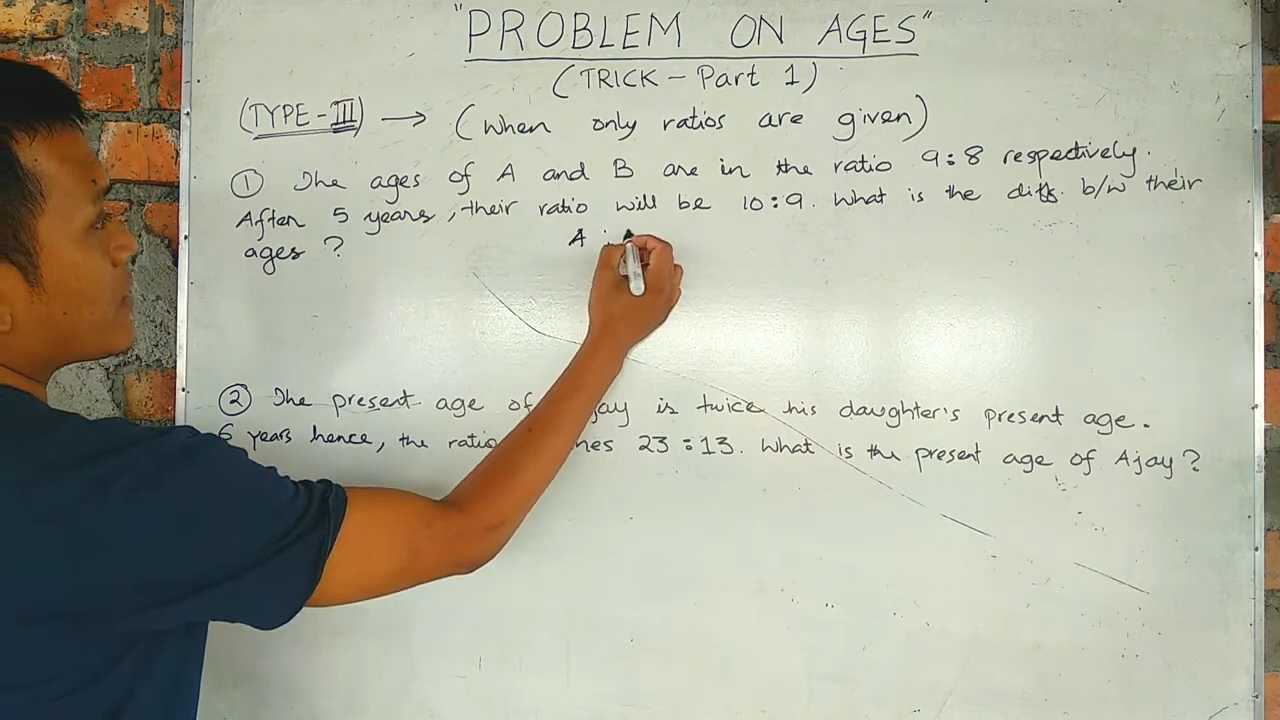 "PROBLEM ON AGES"
(TRICK - Part 1)
(TYPE - III) → (When only ratios are given)
① The ages of A and B are in the ratio 9:8 respectively.
After 5 years, their ratio will be 10:9. What is the diff. b/w their
ages ?
A :
② The present age of jay is twice his daughter's present age.
6 years hence, the 23:13. What is the present age of Ajay ?